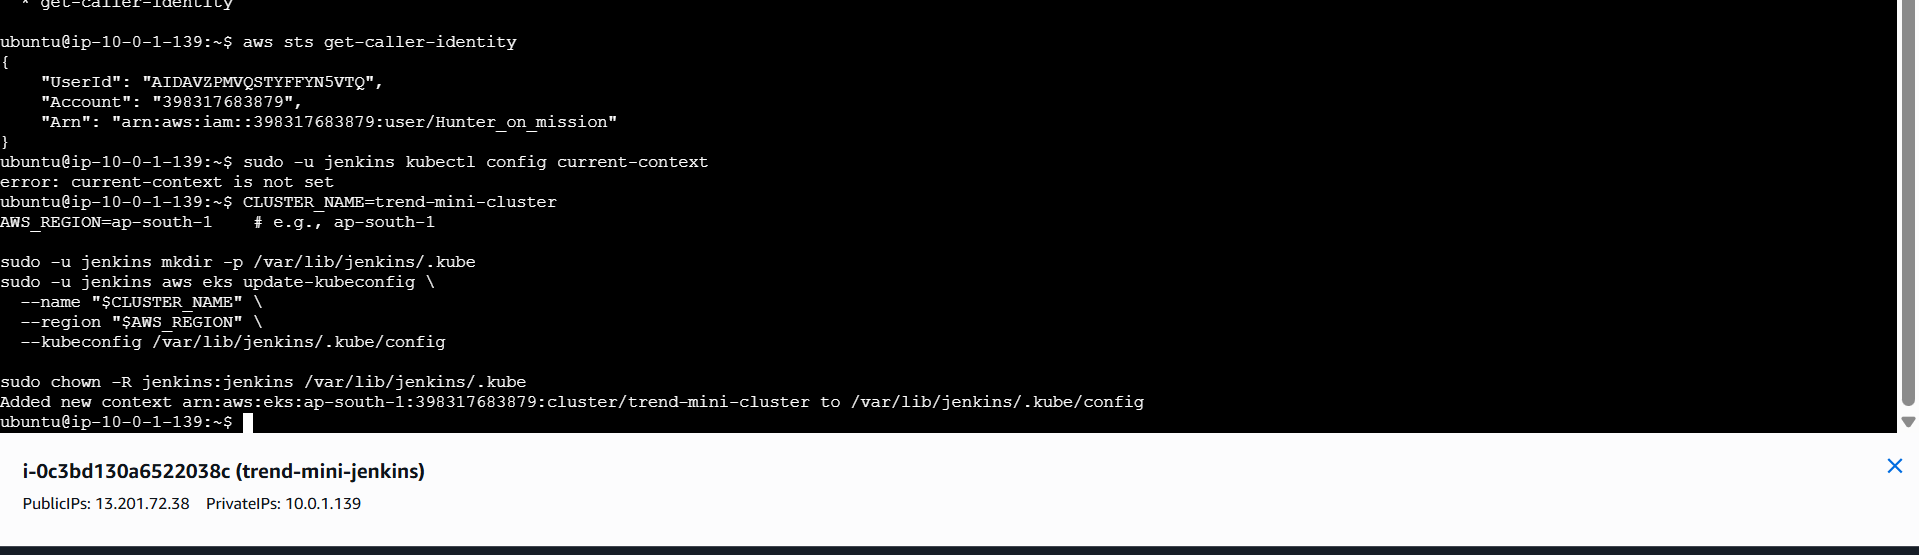 * get-caller-identity
ubuntu@ip-10-0-1-139:~$ aws sts get-caller-identity
{
    "UserId": "AIDAVZPMVQSTYFFYN5VTQ",
    "Account": "398317683879",
    "Arn": "arn:aws:iam::398317683879:user/Hunter_on_mission"
}
ubuntu@ip-10-0-1-139:~$ sudo -u jenkins kubectl config current-context
error: current-context is not set
ubuntu@ip-10-0-1-139:~$ CLUSTER_NAME=trend-mini-cluster
AWS_REGION=ap-south-1    # e.g., ap-south-1
sudo -u jenkins mkdir -p /var/lib/jenkins/.kube
sudo -u jenkins aws eks update-kubeconfig \
  --name "$CLUSTER_NAME" \
  --region "$AWS_REGION" \
  --kubeconfig /var/lib/jenkins/.kube/config
sudo chown -R jenkins:jenkins /var/lib/jenkins/.kube
Added new context arn:aws:eks:ap-south-1:398317683879:cluster/trend-mini-cluster to /var/lib/jenkins/.kube/config
ubuntu@ip-10-0-1-139:~$
i-0c3bd130a6522038c (trend-mini-jenkins)
PublicIPs: 13.201.72.38    PrivateIPs: 10.0.1.139